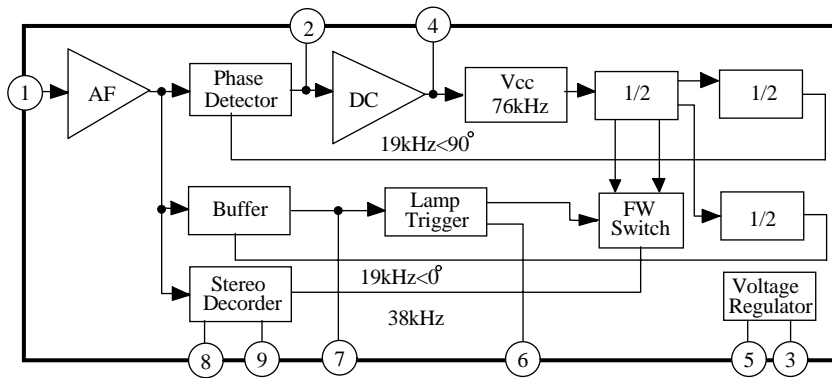 2
4
1
AF
Phase
Detector
DC
Vcc
76kHz
1/2
1/2
19kHz<90°
Buffer
Lamp
Trigger
FW
Switch
1/2
19kHz<0°
Stereo
Decorder
38kHz
Voltage
Regulator
8
9
7
6
5
3